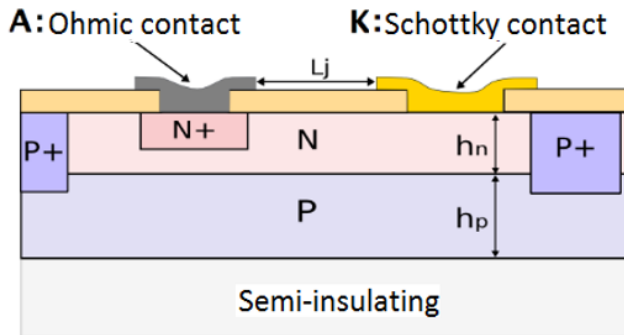 A: Ohmic contact
K: Schottky contact
Lj
N+
P+
N
hn
P+
P
hp
Semi-insulating